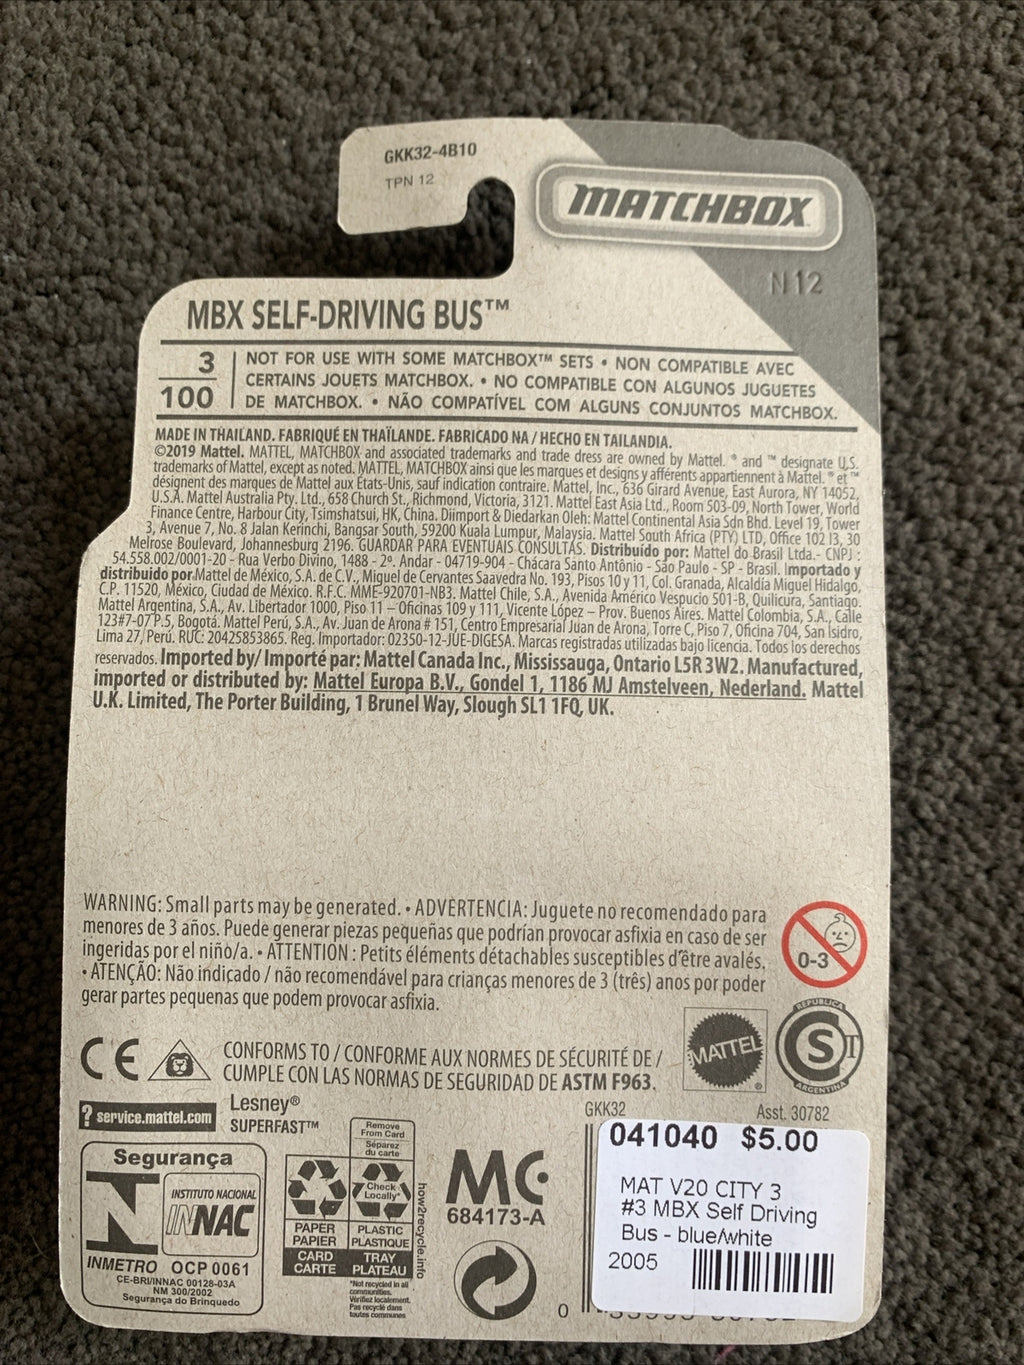 GKK32-4B10
TPN 12
MATCHBOX
N12
MBX SELF-DRIVING BUS™
3
100
NOT FOR USE WITH SOME MATCHBOX™ SETS • NON COMPATIBLE AVEC
CERTAINS JOUETS MATCHBOX. • NO COMPATIBLE CON ALGUNOS JUGUETES
DE MATCHBOX. • NÃO COMPATÍVEL COM ALGUNS CONJUNTOS MATCHBOX.
MADE IN THAILAND. FABRIQUÉ EN THAÏLANDE. FABRICADO NA / HECHO EN TAILANDIA.
©2019 Mattel. MATTEL, MATCHBOX and associated trademarks and trade dress are owned by Mattel. ® and ™ designate U.S.
trademarks of Mattel, except as noted. MATTEL, MATCHBOX ainsi que les marques et designs y afférents appartiennent à Mattel. ® et ™
désignent des marques de Mattel aux États-Unis, sauf indication contraire. Mattel, Inc., 636 Girard Avenue, East Aurora, NY 14052,
U.S.A. Mattel Australia Pty. Ltd., 658 Church St., Richmond, Victoria, 3121. Mattel East Asia Ltd., Room 503-09, North Tower, World
Finance Centre, Harbour City, Tsimshatsui, HK, China. Diimport & Diedarkan Oleh: Mattel Continental Asia Sdn Bhd. Level 19, Tower
3, Avenue 7, No. 8 Jalan Kerinchi, Bangsar South, 59200 Kuala Lumpur, Malaysia. Mattel South Africa (PTY) LTD, Office 102 I3, 30
Melrose Boulevard, Johannesburg 2196. GUARDAR PARA EVENTUAIS CONSULTAS. Distribuído por: Mattel do Brasil Ltda.- CNPJ :
54.558.002/0001-20 - Rua Verbo Divino, 1488 - 2º. Andar - 04719-904 - Chácara Santo Antônio - São Paulo - SP - Brasil. Importado y
distribuido por Mattel de México, S.A. de C.V., Miguel de Cervantes Saavedra No. 193, Pisos 10 y 11, Col. Granada, Alcaldía Miguel Hidalgo,
C.P. 11520, Ciudad de México. R.F.C. MME-920701-NB3. Mattel Chile, S.A., Avenida Américo Vespucio 501-B, Quilicura, Santiago.
Mattel Argentina, S.A., Av. Libertador 1000, Piso 11 – Oficinas 109 y 111, Vicente López – Prov. Buenos Aires. Mattel Colombia, S.A., Calle
123#7-07 P.5, Bogotá. Mattel Perú, S.A., Av. Juan de Arona # 151, Centro Empresarial Juan de Arona, Torre C, Piso 7, Oficina 704, San Isidro,
Lima 27, Perú. RUC: 20425853865. Reg. Importador: 02350-12-JUE-DIGESA. Marcas registradas utilizadas bajo licencia. Todos los derechos
reservados. Imported by/ Importé par: Mattel Canada Inc., Mississauga, Ontario L5R 3W2. Manufactured,
imported or distributed by: Mattel Europa B.V., Gondel 1, 1186 MJ Amstelveen, Nederland. Mattel
U.K. Limited, The Porter Building, 1 Brunel Way, Slough SL1 1FQ, UK.
WARNING: Small parts may be generated. • ADVERTENCIA: Juguete no recomendado para
menores de 3 años. Puede generar piezas pequeñas que podrían provocar asfixia en caso de ser
ingeridas por el niño/a. • ATTENTION : Petits éléments détachables susceptibles d'être avalés.
• ATENÇÃO: Não indicado / não recomendável para crianças menores de 3 (três) anos por poder
gerar partes pequenas que podem provocar asfixia.
0-3
CE
CONFORMS TO / CONFORME AUX NORMES DE SÉCURITÉ DE /
CUMPLE CON LAS NORMAS DE SEGURIDAD DE ASTM F963.
MATTEL
REPUBLICA
S T
ARGENTINA
? service.mattel.com
Lesney®
SUPERFAST™
GKK32
Asst. 30782
Segurança
INSTITUTO NACIONAL
INNAC
INMETRO OCP 0061
CE-BRI/INNAC 00128-03A
NM 300/2002
Segurança do Brinquedo
Remove
From Card
Séparez
du carte
Check
Locally*
PAPER
PAPIER
PLASTIC
PLASTIQUE
CARD
CARTE
TRAY
PLATEAU
*Not recycled in all
communities.
Vérifiez localement.
Pas recyclé dans
toutes communes
how2recycle.info
MC
684173-A
0
041040 $5.00
MAT V20 CITY 3
#3 MBX Self Driving
Bus - blue/white
2005